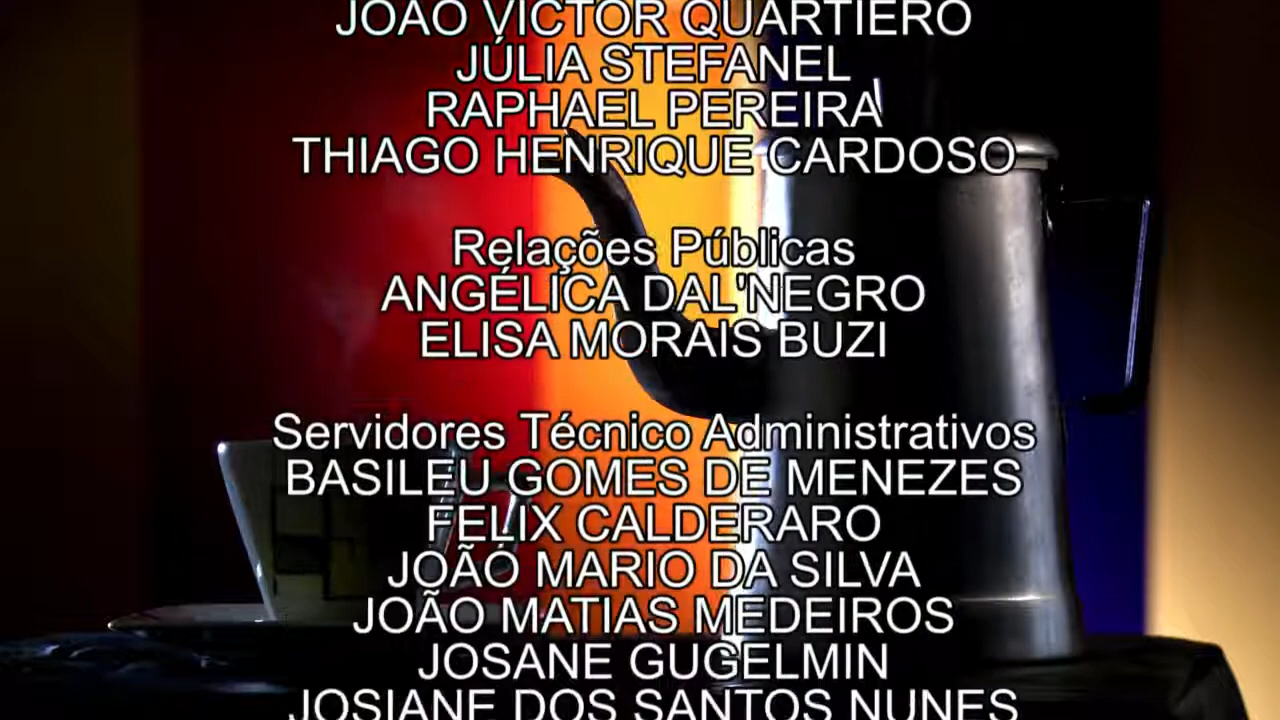 JOÃO VICTOR QUARTIERO
JÚLIA STEFANEL
RAPHAEL PEREIRA
THIAGO HENRIQUE CARDOSO
Relações Públicas
ANGÉLICA DAL'NEGRO
ELISA MORAIS BUZI
Servidores Técnico Administrativos
BASILEU GOMES DE MENEZES
FELIX CALDERARO
JOÃO MARIO DA SILVA
JOÃO MATIAS MEDEIROS
JOSANE GUGELMIN
JOSIANE DOS SANTOS NUNES